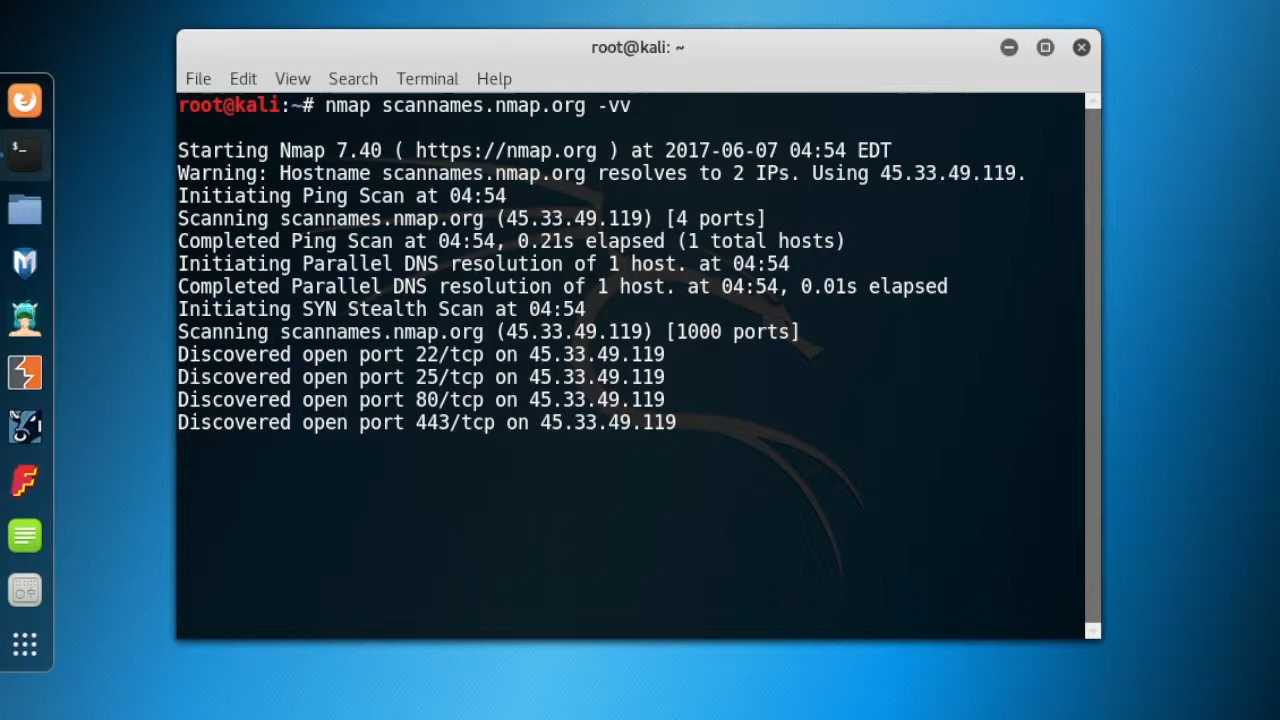 root@kali: ~
File Edit View Search Terminal Help
root@kali:~# nmap scannames.nmap.org -vv
Starting Nmap 7.40 ( https://nmap.org ) at 2017-06-07 04:54 EDT
Warning: Hostname scannames.nmap.org resolves to 2 IPs. Using 45.33.49.119.
Initiating Ping Scan at 04:54
Scanning scannames.nmap.org (45.33.49.119) [4 ports]
Completed Ping Scan at 04:54, 0.21s elapsed (1 total hosts)
Initiating Parallel DNS resolution of 1 host. at 04:54
Completed Parallel DNS resolution of 1 host. at 04:54, 0.01s elapsed
Initiating SYN Stealth Scan at 04:54
Scanning scannames.nmap.org (45.33.49.119) [1000 ports]
Discovered open port 22/tcp on 45.33.49.119
Discovered open port 25/tcp on 45.33.49.119
Discovered open port 80/tcp on 45.33.49.119
Discovered open port 443/tcp on 45.33.49.119